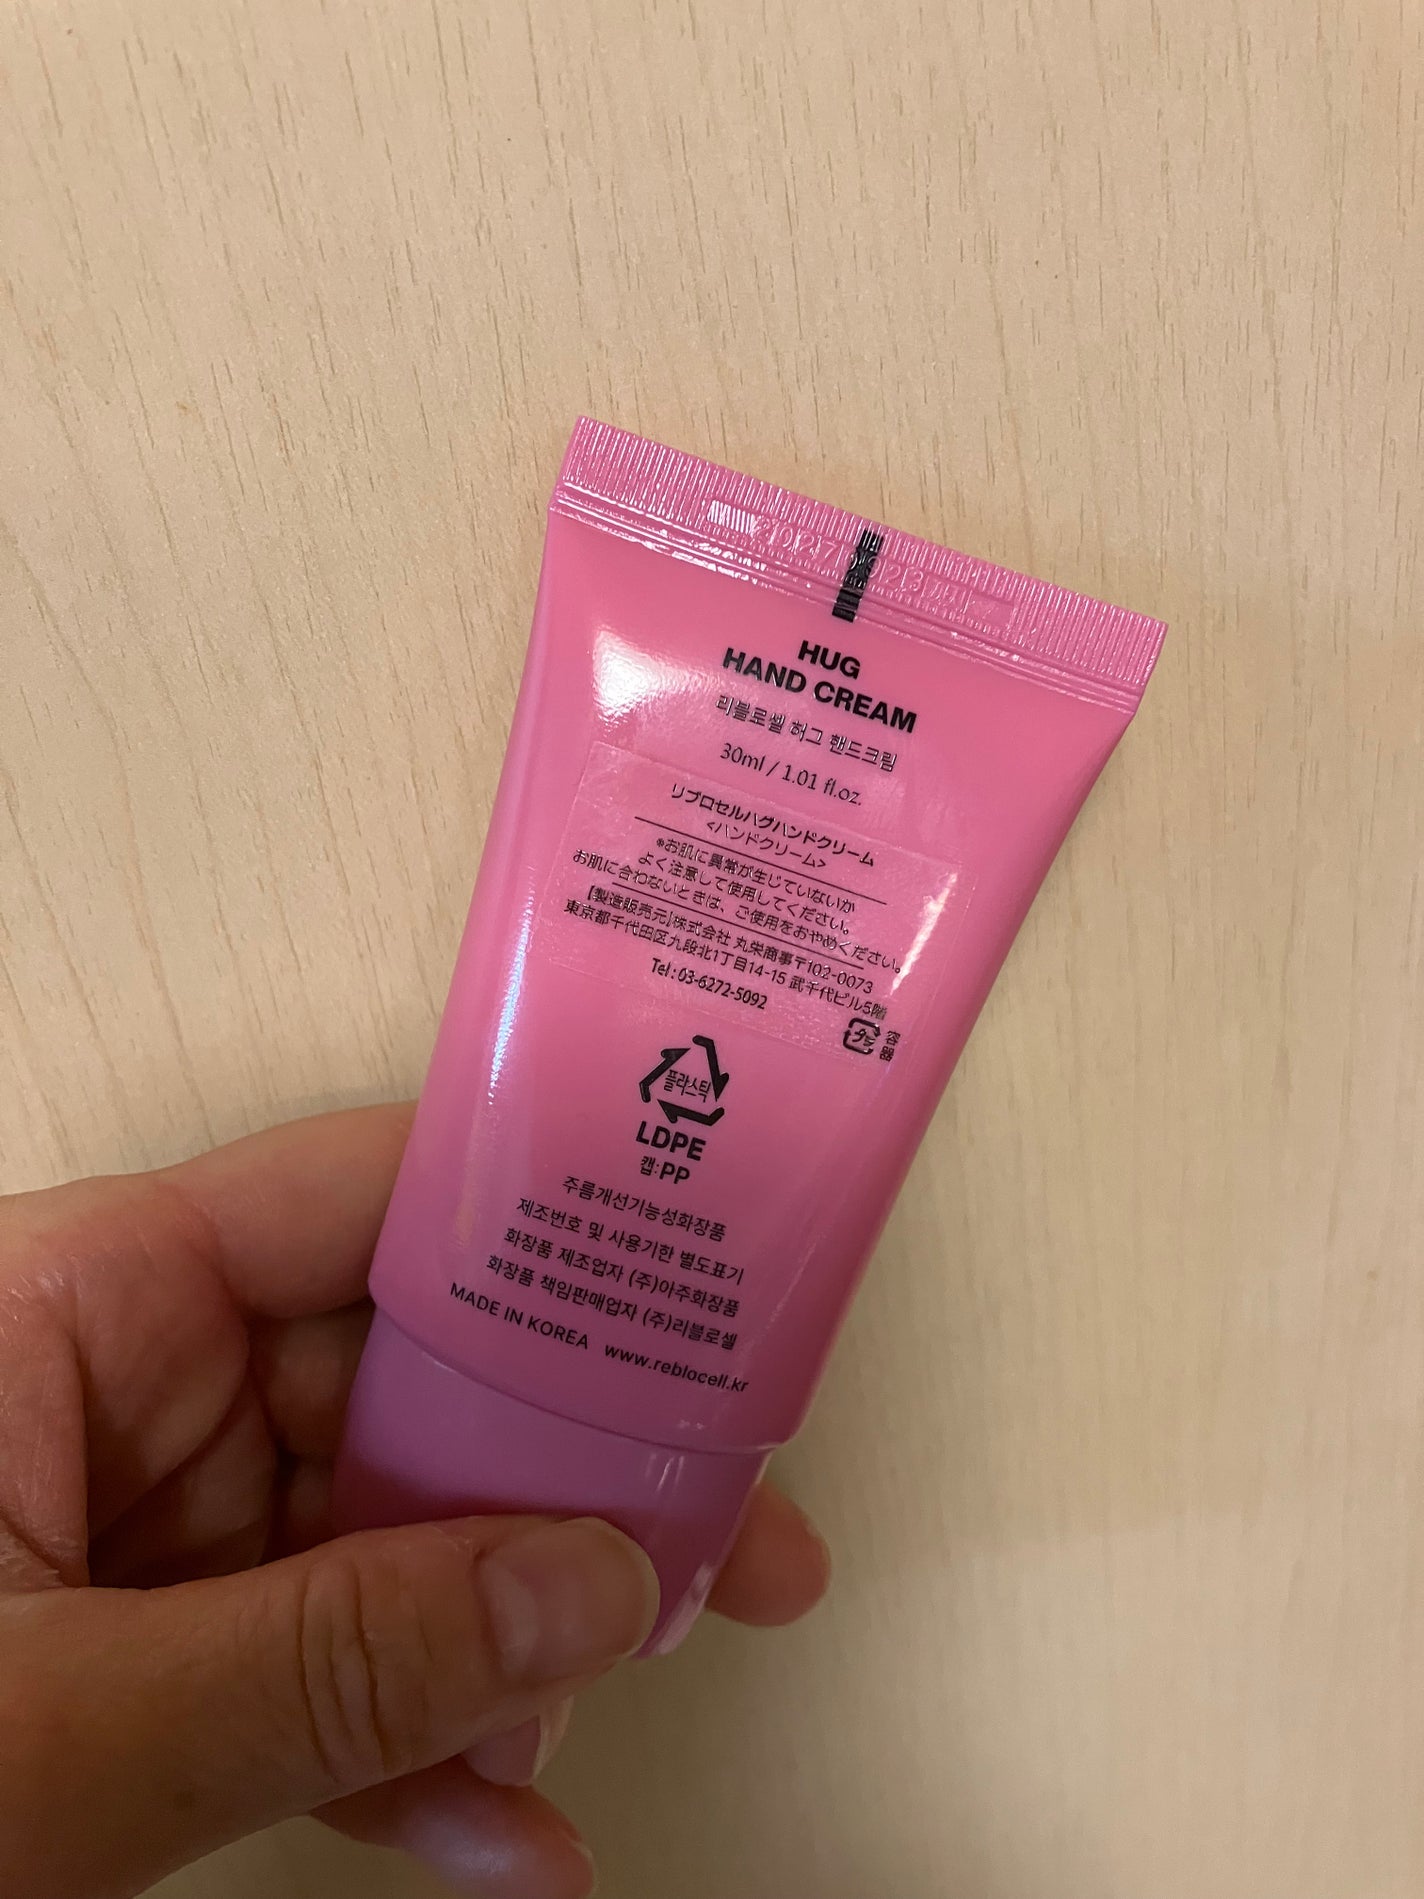 HUG
HAND CREAM
리블로셀 허그 핸드크림
30ml / 1.01 fl.oz.
リブロセルハグハンドクリーム
<ハンドクリーム>
※お肌に異常が生じていないか
よく注意して使用してください。
お肌に合わないときは、ご使用をおやめください。
【製造販売元】株式会社 丸栄商事〒102-0073
東京都千代田区九段北1丁目14-15 武千代ビル5階
Tel : 03-6272-5092
プラ
容器
플라스틱
LDPE
캡:PP
주름개선기능성화장품
제조번호 및 사용기한 별도표기
화장품 제조업자 (주)아주화장품
화장품 책임판매업자 (주)리블로셀
MADE IN KOREA www.reblocell.kr